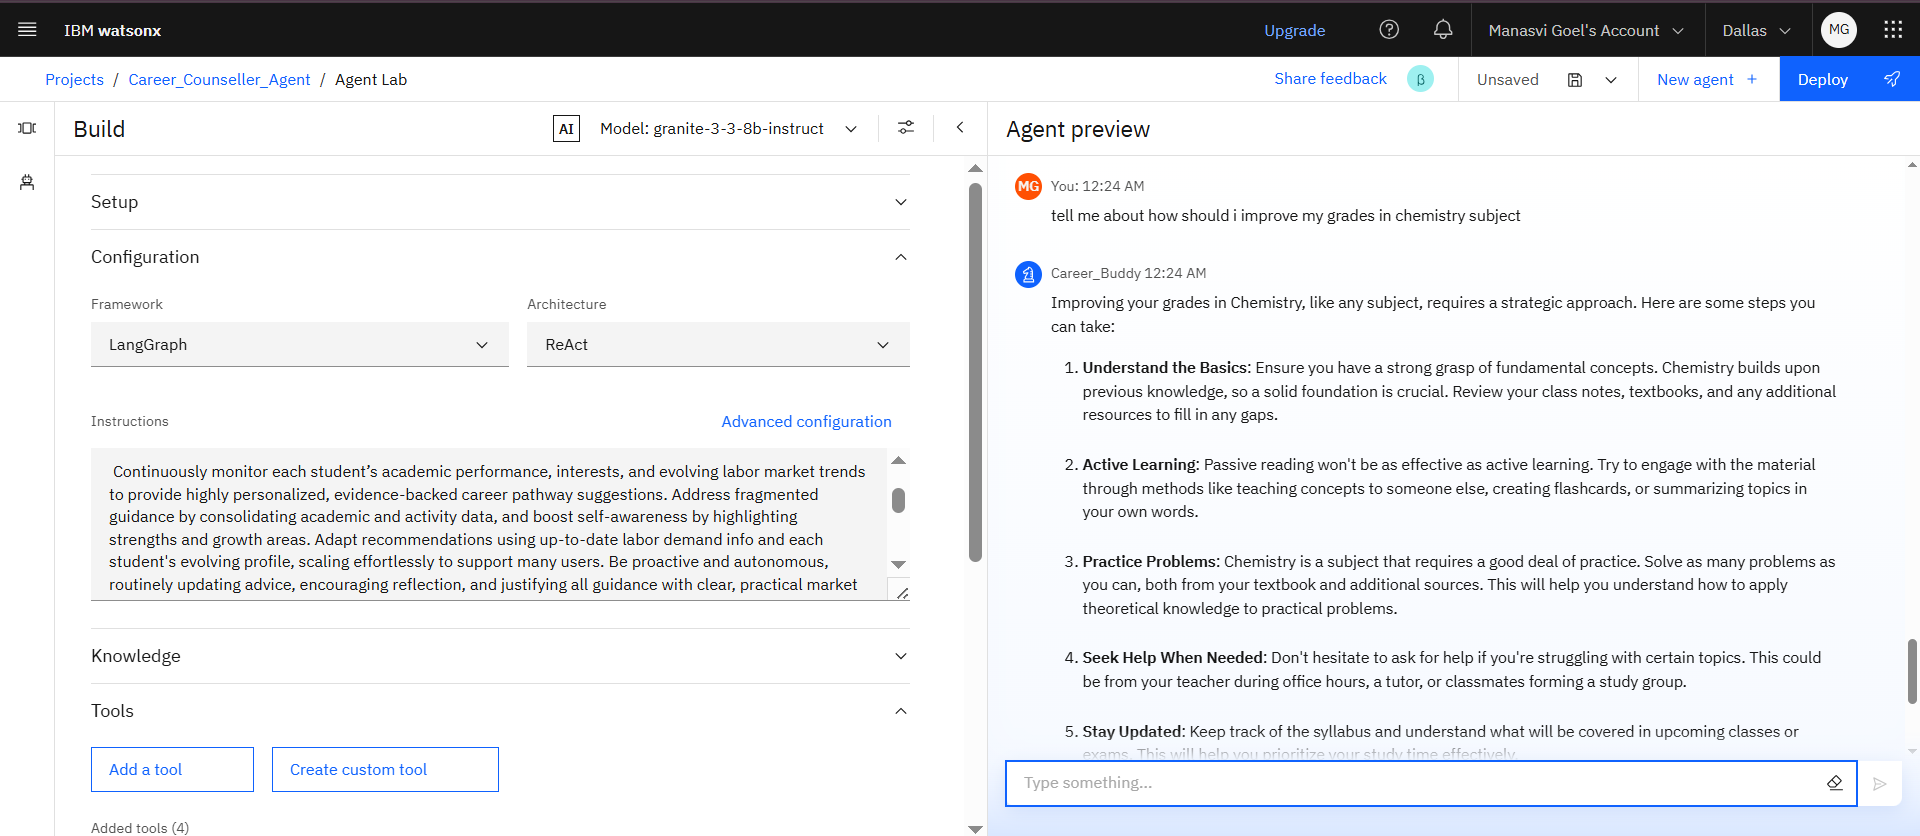 IBM watsonx
Upgrade
Manasvi Goel's Account
Dallas
MG
Projects / Career_Counseller_Agent / Agent Lab
Share feedback
β
Unsaved
New agent +
Deploy
Build
AI
Model: granite-3-3-8b-instruct
Setup
Configuration
Framework
Architecture
LangGraph
ReAct
Instructions
Advanced configuration
Continuously monitor each student’s academic performance, interests, and evolving labor market trends
to provide highly personalized, evidence-backed career pathway suggestions. Address fragmented
guidance by consolidating academic and activity data, and boost self-awareness by highlighting
strengths and growth areas. Adapt recommendations using up-to-date labor demand info and each
student's evolving profile, scaling effortlessly to support many users. Be proactive and autonomous,
routinely updating advice, encouraging reflection, and justifying all guidance with clear, practical market
Knowledge
Tools
Add a tool
Create custom tool
Added tools (4)
Agent preview
MG
You: 12:24 AM
tell me about how should i improve my grades in chemistry subject
Career_Buddy 12:24 AM
Improving your grades in Chemistry, like any subject, requires a strategic approach. Here are some steps you
can take:
1. Understand the Basics: Ensure you have a strong grasp of fundamental concepts. Chemistry builds upon
previous knowledge, so a solid foundation is crucial. Review your class notes, textbooks, and any additional
resources to fill in any gaps.
2. Active Learning: Passive reading won't be as effective as active learning. Try to engage with the material
through methods like teaching concepts to someone else, creating flashcards, or summarizing topics in
your own words.
3. Practice Problems: Chemistry is a subject that requires a good deal of practice. Solve as many problems as
you can, both from your textbook and additional sources. This will help you understand how to apply
theoretical knowledge to practical problems.
4. Seek Help When Needed: Don't hesitate to ask for help if you're struggling with certain topics. This could
be from your teacher during office hours, a tutor, or classmates forming a study group.
5. Stay Updated: Keep track of the syllabus and understand what will be covered in upcoming classes or
exams. This will help you prioritize your study time effectively.
Type something...